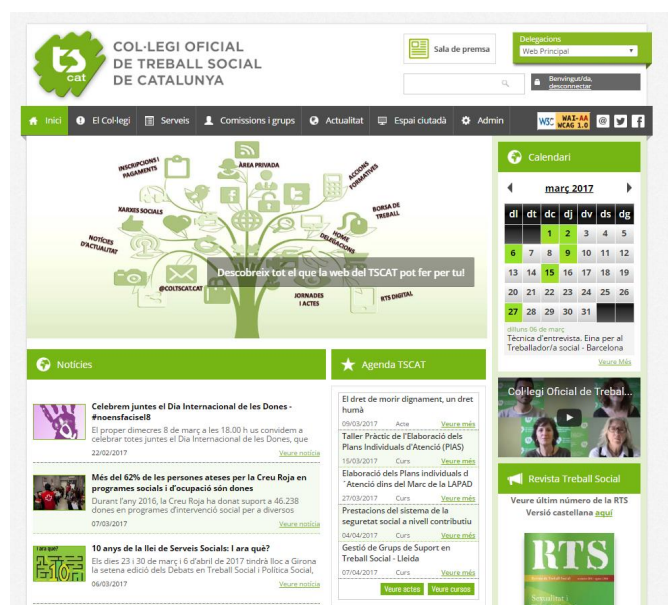 ts
cat
COL·LEGI OFICIAL
DE TREBALL SOCIAL
DE CATALUNYA
Sala de premsa
Delegacions
Web Principal
Benvingut/da,
desconnectar
Inici
El Col·legi
Serveis
Comissions i grups
Actualitat
Espai ciutadà
Admin
W3C WAI-AA
WCAG 1.0
INSCRIPCIONS I
PAGAMENTS
ÀREA PRIVADA
ACCIONS
FORMATIVES
XARXES SOCIALS
BORSA DE
TREBALL
NOTÍCIES
D'ACTUALITAT
HOME
DELEGACIONS
@COLTSCAT.CAT
JORNADES
I ACTES
RTS DIGITAL
Descobreix tot el que la web del TSCAT pot fer per tu!
Calendari
març 2017
dl dt dc dj dv ds dg
1 2 3 4 5
6 7 8 9 10 11 12
13 14 15 16 17 18 19
20 21 22 23 24 25 26
27 28 29 30 31
dilluns 06 de març
Tècnica d'entrevista. Eina per al
Treballador/a social - Barcelona
Veure Més
Notícies
Celebrem juntes el Dia Internacional de les Dones -
#noensfacisel8
El proper dimecres 8 de març a les 18.00 h us convidem a
celebrar totes juntes el Dia Internacional de les Dones, que
22/02/2017 Veure notícia
Més del 62% de les persones ateses per la Creu Roja en
programes socials i d'ocupació són dones
Durant l'any 2016, la Creu Roja ha donat suport a 46.238
dones en programes d'intervenció social per a diversos
07/03/2017 Veure notícia
I ara què?
10
10 anys de la llei de Serveis Socials: I ara què?
Els dies 23 i 30 de març i 6 d'abril de 2017 tindrà lloc a Girona
la setena edició dels Debats en Treball Social i Política Social,
06/03/2017 Veure notícia
Agenda TSCAT
El dret de morir dignament, un dret
humà
09/03/2017 Acte Veure més
Taller Pràctic de l'Elaboració dels
Plans Individuals d'Atenció (PIAS)
15/03/2017 Curs Veure més
Elaboració dels Plans individuals d
´Atenció dins del Marc de la LAPAD
27/03/2017 Curs Veure més
Prestacions del sistema de la
seguretat social a nivell contributiu
04/04/2017 Curs Veure més
Gestió de Grups de Suport en
Treball Social - Lleida
07/04/2017 Curs Veure més
Veure actes Veure cursos
Col·legi Oficial de Trebal...
Revista Treball Social
Veure últim número de la RTS
Versió castellana aquí
RTS